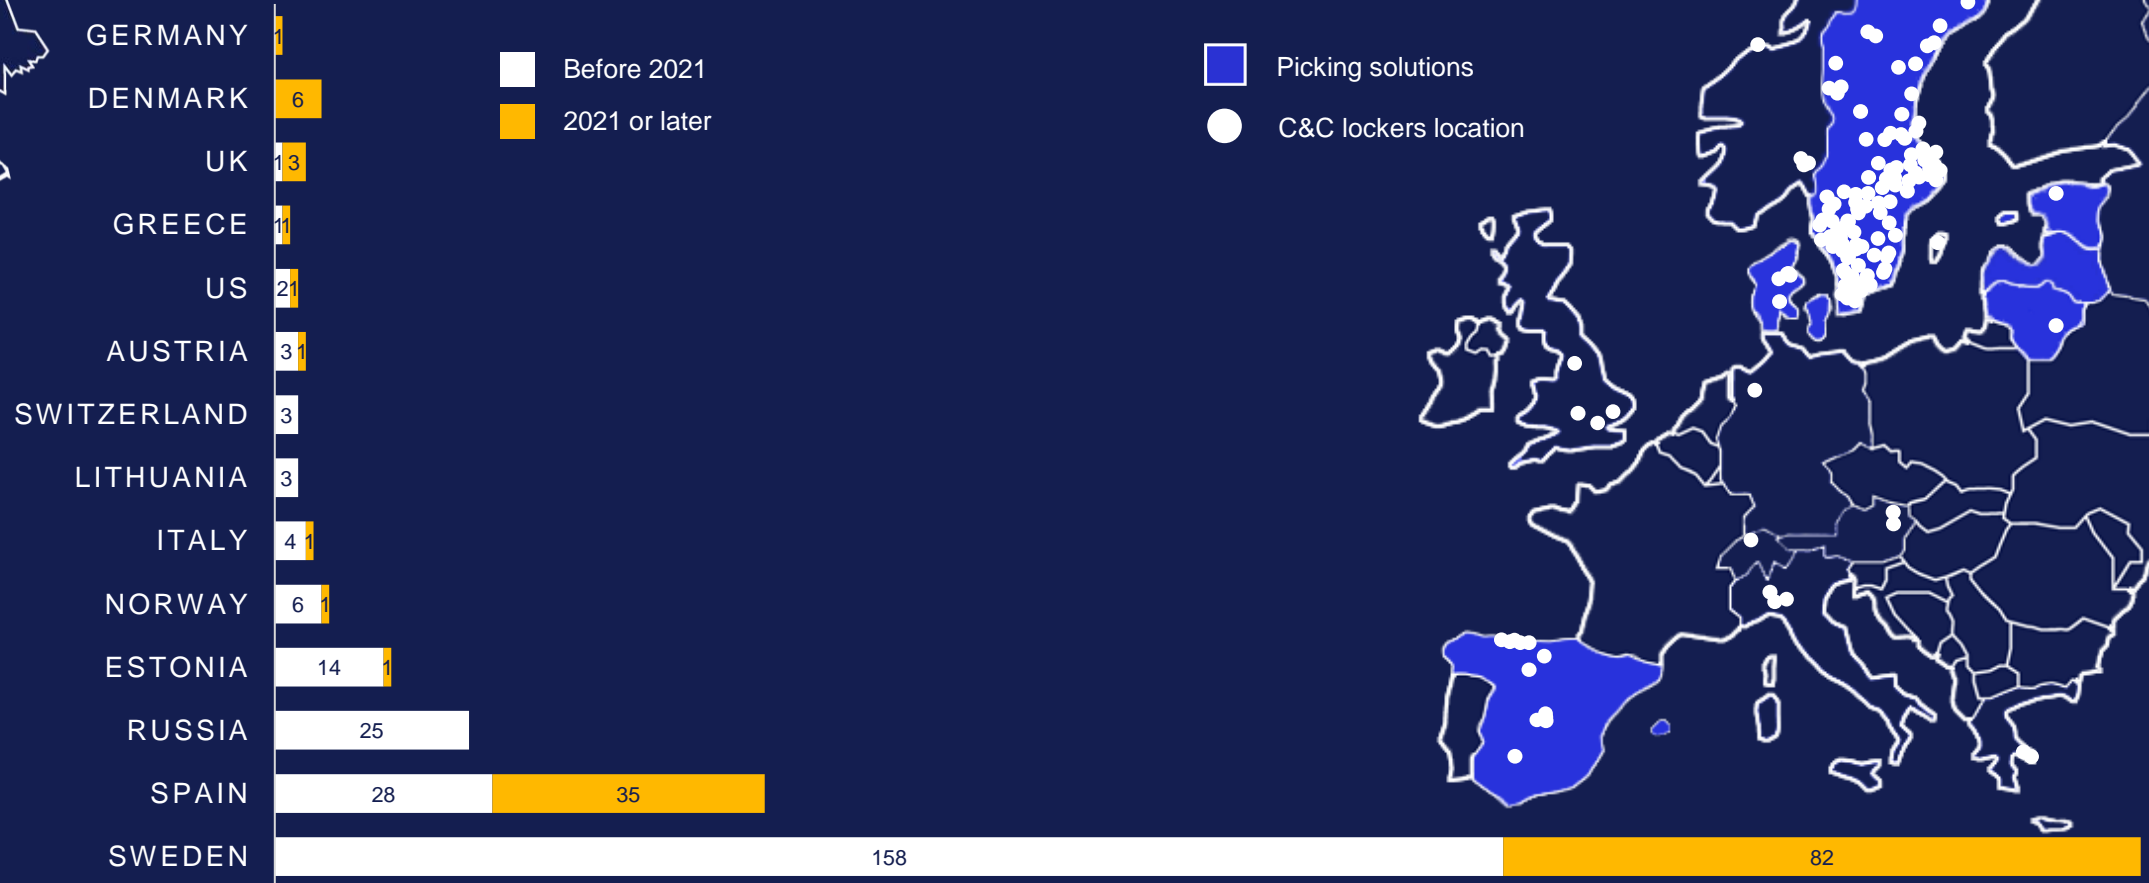 GERMANY 1
DENMARK 6
UK 1 3
GREECE 1 1
US 2 1
AUSTRIA 3 1
SWITZERLAND 3
LITHUANIA 3
ITALY 4 1
NORWAY 6 1
ESTONIA 14 1
RUSSIA 25
SPAIN 28 35
SWEDEN 158 82
Before 2021
2021 or later
Picking solutions
C&C lockers location